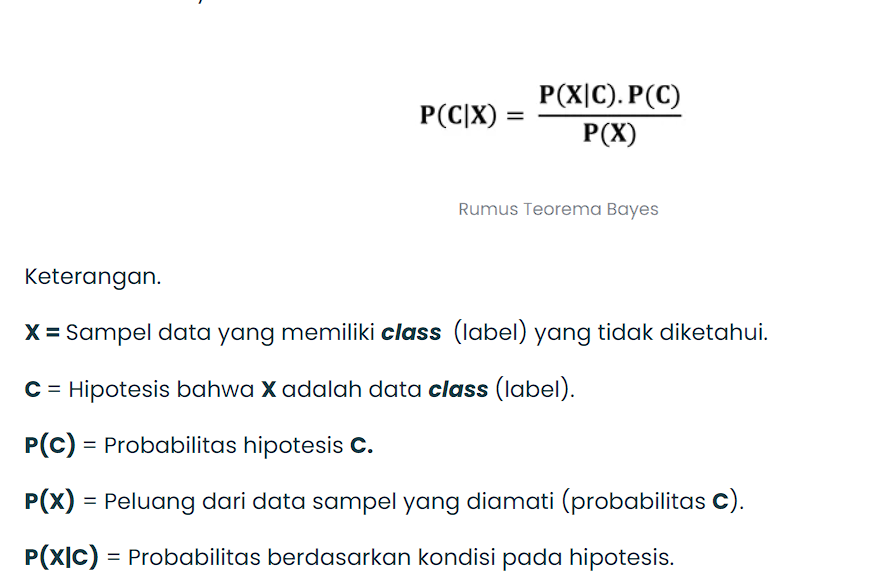 P(C|X) = P(X|C). P(C) / P(X)
Rumus Teorema Bayes
Keterangan.
X = Sampel data yang memiliki class (label) yang tidak diketahui.
C = Hipotesis bahwa X adalah data class (label).
P(C) = Probabilitas hipotesis C.
P(X) = Peluang dari data sampel yang diamati (probabilitas C).
P(X|C) = Probabilitas berdasarkan kondisi pada hipotesis.